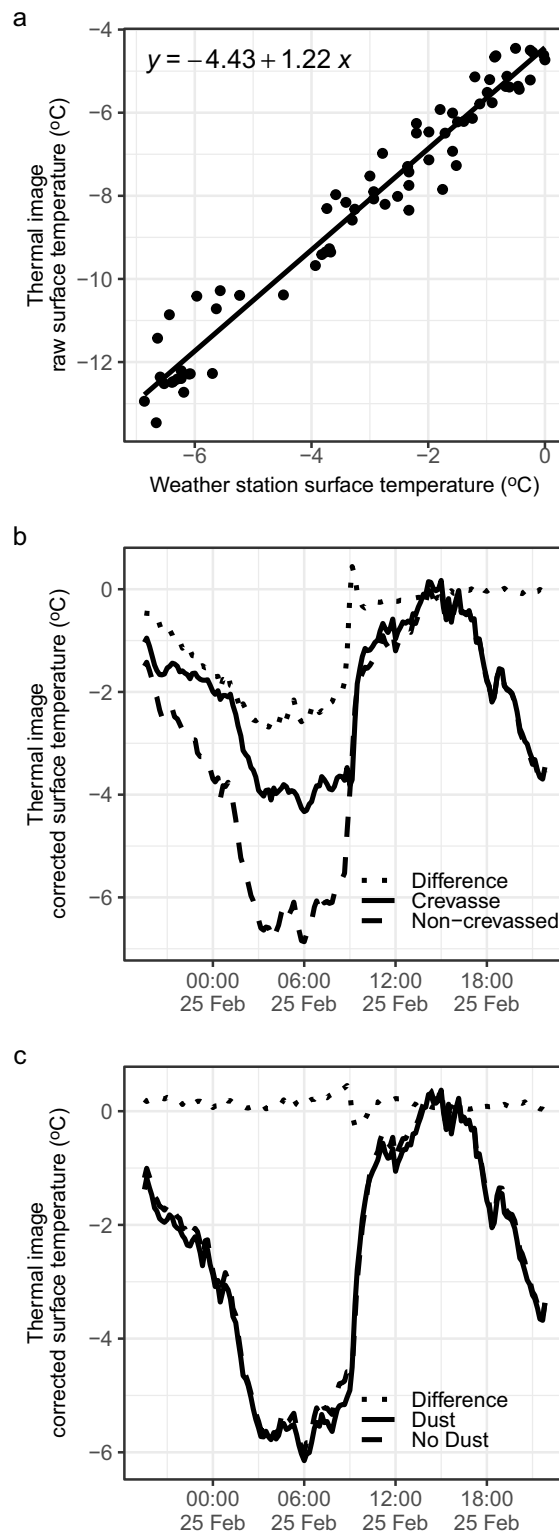 a
y = −4.43 + 1.22 x
Thermal image
raw surface temperature (ºC)
−4
−6
−8
−10
−12
−6
−4
−2
0
Weather station surface temperature (ºC)
b
Thermal image
corrected surface temperature (ºC)
0
−2
−4
−6
Difference
Crevasse
Non−crevassed
00:00
25 Feb
06:00
25 Feb
12:00
25 Feb
18:00
25 Feb
c
Thermal image
corrected surface temperature (ºC)
0
−2
−4
−6
Difference
Dust
No Dust
00:00
25 Feb
06:00
25 Feb
12:00
25 Feb
18:00
25 Feb